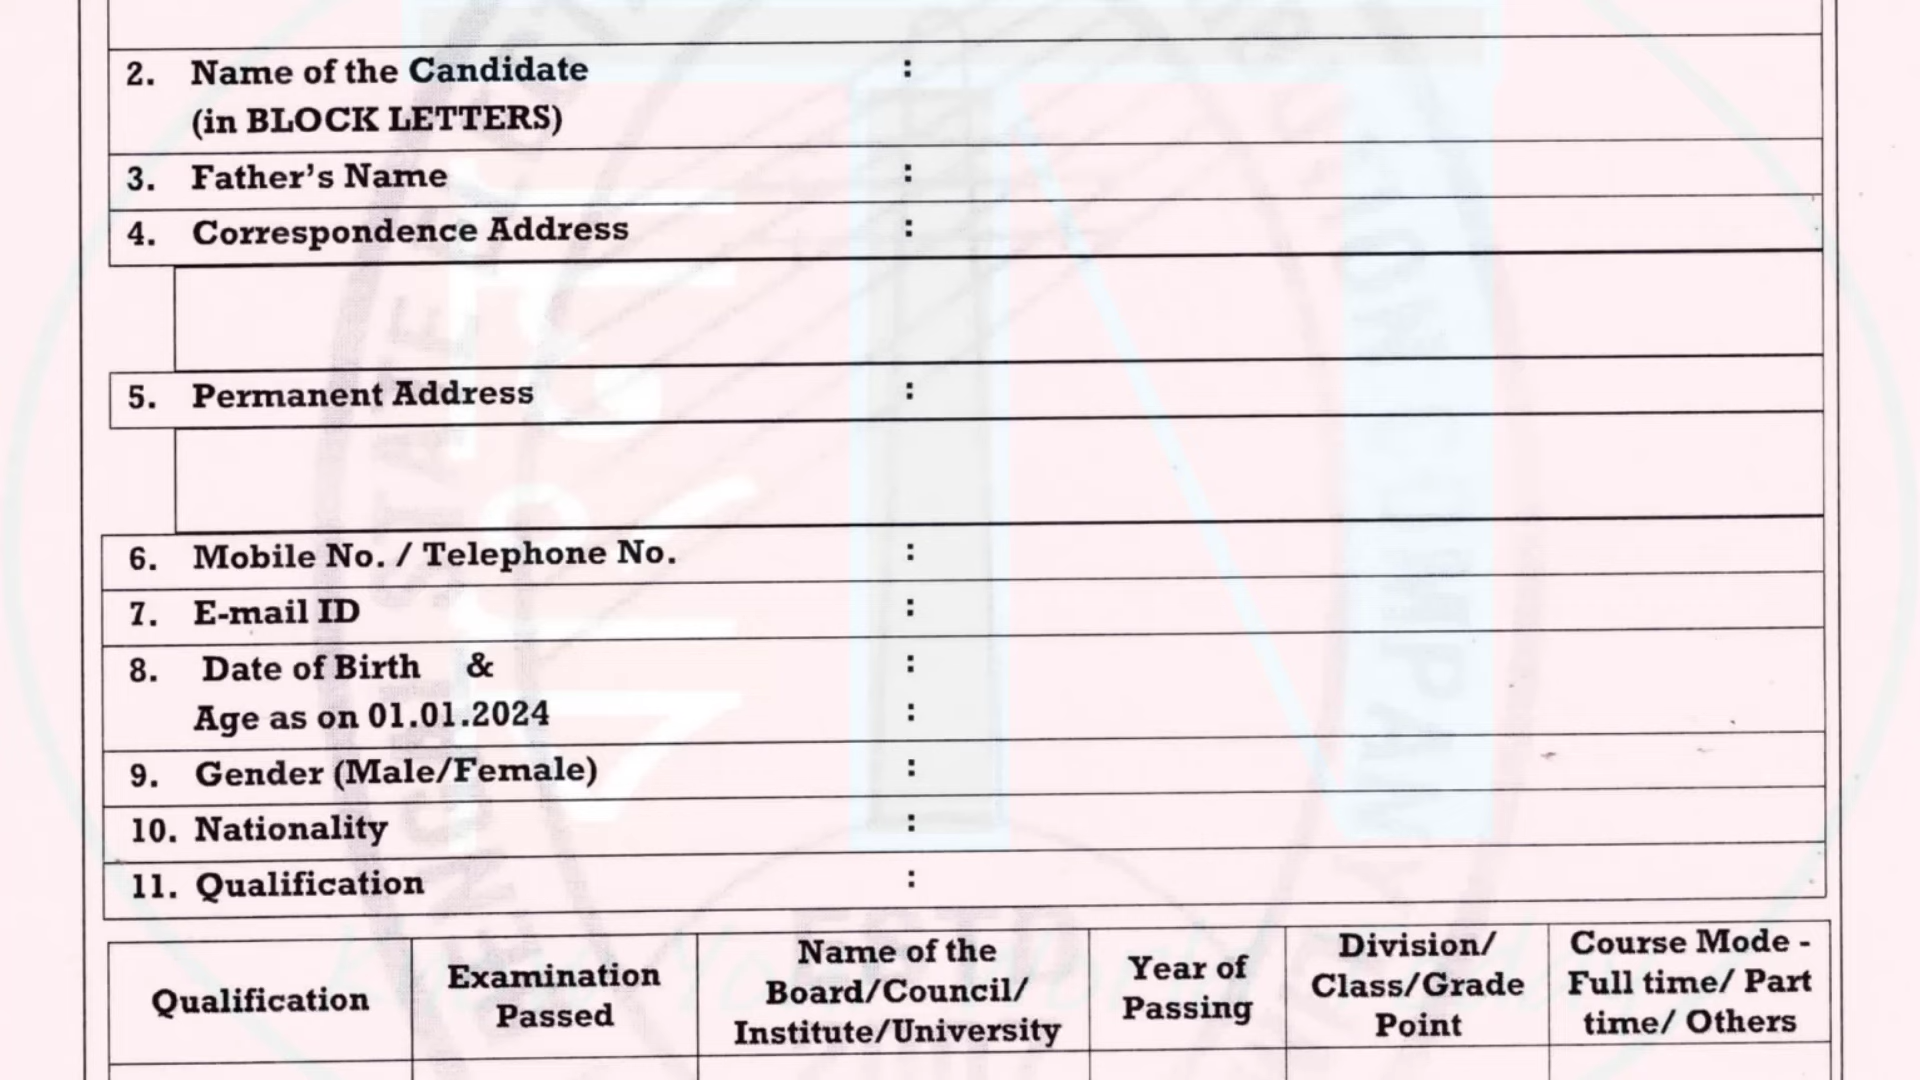 2. Name of the Candidate :
(in BLOCK LETTERS)
3. Father's Name :
4. Correspondence Address :
5. Permanent Address :
6. Mobile No. / Telephone No. :
7. E-mail ID :
8. Date of Birth & :
Age as on 01.01.2024 :
9. Gender (Male/Female) :
10. Nationality :
11. Qualification :
Qualification
Examination
Passed
Name of the
Board/Council/
Institute/University
Year of
Passing
Division/
Class/Grade
Point
Course Mode -
Full time/ Part
time/ Others
ESTD